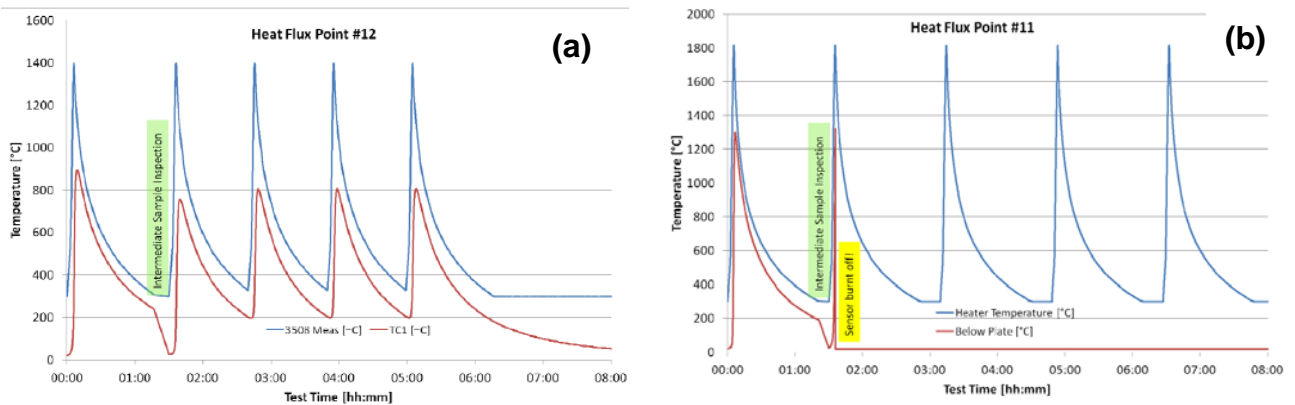 Heat Flux Point #12
(a)
1600
1400
1200
1000
800
600
400
200
0
Temperature [°C]
Intermediate Sample Inspection
3508 Meas [~C]
TC1 [~C]
00:00 01:00 02:00 03:00 04:00 05:00 06:00 07:00 08:00
Test Time [hh:mm]
Heat Flux Point #11
(b)
2000
1800
1600
1400
1200
1000
800
600
400
200
0
Temperature [°C]
Intermediate Sample Inspection
Sensor burnt off!
Heater Temperature [°C]
Below Plate [°C]
00:00 01:00 02:00 03:00 04:00 05:00 06:00 07:00 08:00
Test Time [hh:mm]